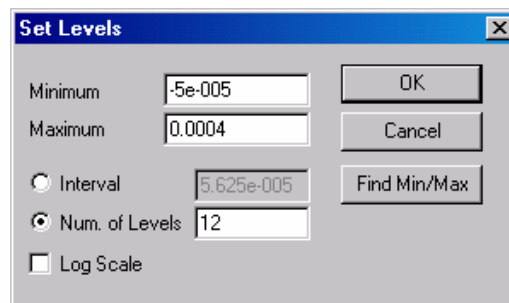 Set Levels
Minimum -5e-005 OK
Maximum 0.0004 Cancel
Interval 5.625e-005 Find Min/Max
Num. of Levels 12
Log Scale